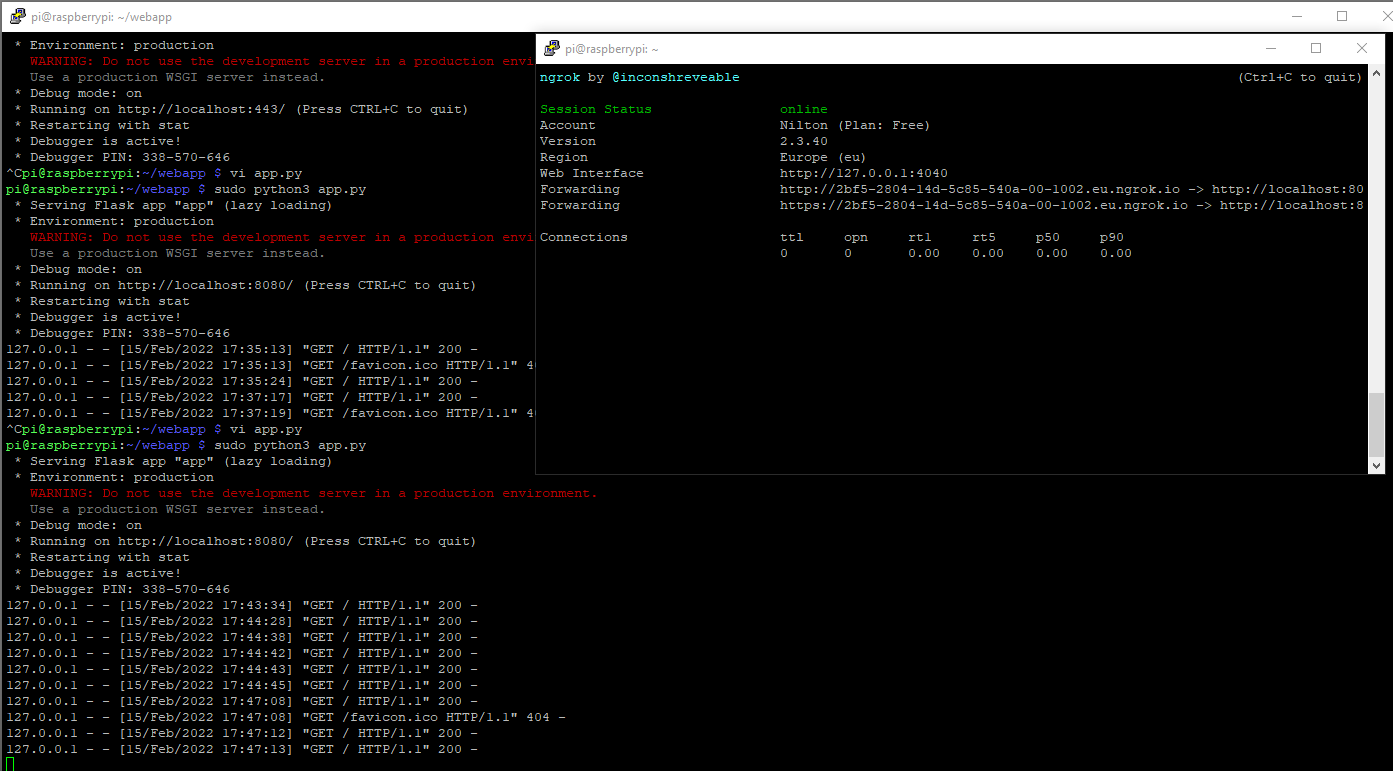 pi@raspberrypi: ~/webapp
* Environment: production
WARNING: Do not use the development server in a production envi
Use a production WSGI server instead.
* Debug mode: on
* Running on http://localhost:443/ (Press CTRL+C to quit)
* Restarting with stat
* Debugger is active!
* Debugger PIN: 338-570-646
^Cpi@raspberrypi:~/webapp $ vi app.py
pi@raspberrypi:~/webapp $ sudo python3 app.py
* Serving Flask app "app" (lazy loading)
* Environment: production
WARNING: Do not use the development server in a production envi
Use a production WSGI server instead.
* Debug mode: on
* Running on http://localhost:8080/ (Press CTRL+C to quit)
* Restarting with stat
* Debugger is active!
* Debugger PIN: 338-570-646
127.0.0.1 - - [15/Feb/2022 17:35:13] "GET / HTTP/1.1" 200 -
127.0.0.1 - - [15/Feb/2022 17:35:13] "GET /favicon.ico HTTP/1.1" 4
127.0.0.1 - - [15/Feb/2022 17:35:24] "GET / HTTP/1.1" 200 -
127.0.0.1 - - [15/Feb/2022 17:37:17] "GET / HTTP/1.1" 200 -
127.0.0.1 - - [15/Feb/2022 17:37:19] "GET /favicon.ico HTTP/1.1" 4
^Cpi@raspberrypi:~/webapp $ vi app.py
pi@raspberrypi:~/webapp $ sudo python3 app.py
* Serving Flask app "app" (lazy loading)
* Environment: production
WARNING: Do not use the development server in a production environment.
Use a production WSGI server instead.
* Debug mode: on
* Running on http://localhost:8080/ (Press CTRL+C to quit)
* Restarting with stat
* Debugger is active!
* Debugger PIN: 338-570-646
127.0.0.1 - - [15/Feb/2022 17:43:34] "GET / HTTP/1.1" 200 -
127.0.0.1 - - [15/Feb/2022 17:44:28] "GET / HTTP/1.1" 200 -
127.0.0.1 - - [15/Feb/2022 17:44:38] "GET / HTTP/1.1" 200 -
127.0.0.1 - - [15/Feb/2022 17:44:42] "GET / HTTP/1.1" 200 -
127.0.0.1 - - [15/Feb/2022 17:44:43] "GET / HTTP/1.1" 200 -
127.0.0.1 - - [15/Feb/2022 17:44:45] "GET / HTTP/1.1" 200 -
127.0.0.1 - - [15/Feb/2022 17:47:08] "GET / HTTP/1.1" 200 -
127.0.0.1 - - [15/Feb/2022 17:47:08] "GET /favicon.ico HTTP/1.1" 404 -
127.0.0.1 - - [15/Feb/2022 17:47:12] "GET / HTTP/1.1" 200 -
127.0.0.1 - - [15/Feb/2022 17:47:13] "GET / HTTP/1.1" 200 -
pi@raspberrypi: ~
ngrok by @inconshreveable (Ctrl+C to quit)
Session Status online
Account Nilton (Plan: Free)
Version 2.3.40
Region Europe (eu)
Web Interface http://127.0.0.1:4040
Forwarding http://2bf5-2804-14d-5c85-540a-00-1002.eu.ngrok.io -> http://localhost:80
Forwarding https://2bf5-2804-14d-5c85-540a-00-1002.eu.ngrok.io -> http://localhost:8
Connections ttl opn rt1 rt5 p50 p90
0 0 0.00 0.00 0.00 0.00